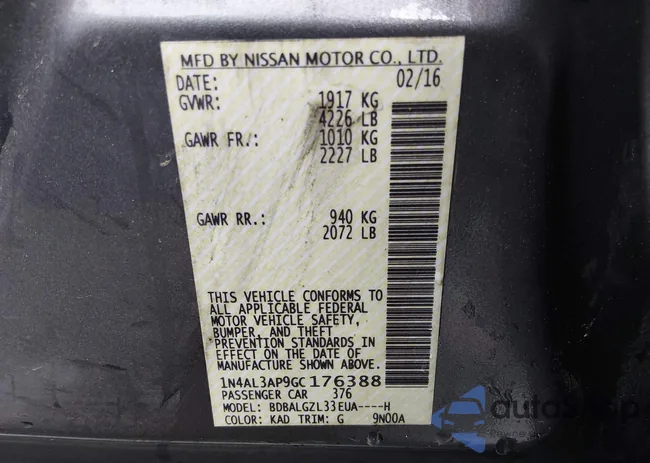 MFD BY NISSAN MOTOR CO., LTD.
DATE: 02/16
GVWR: 1917 KG
4226 LB
GAWR FR.: 1010 KG
2227 LB
GAWR RR.: 940 KG
2072 LB
THIS VEHICLE CONFORMS TO
ALL APPLICABLE FEDERAL
MOTOR VEHICLE SAFETY,
BUMPER, AND THEFT
PREVENTION STANDARDS
IN EFFECT ON THE DATE OF
MANUFACTURE SHOWN ABOVE.
1N4AL3AP9GC176388
PASSENGER CAR 376
MODEL: BDBALGZL33EUA----H
COLOR: KAD TRIM: G 9N00A
autoshop